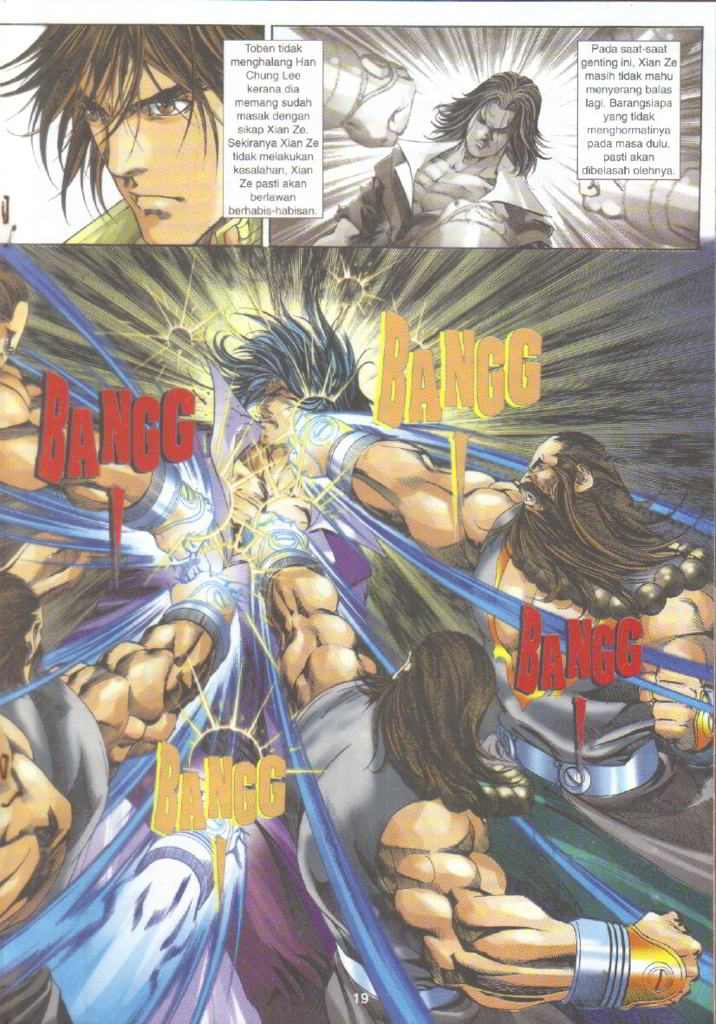 Toben tidak
menghalang Han
Chung Lee
kerana dia
memang sudah
masak dengan
sikap Xian Ze.
Sekiranya Xian Ze
tidak melakukan
kesalahan, Xian
Ze pasti akan
berlawan
berhabis-habisan.
Pada saat-saat
genting ini, Xian Ze
masih tidak mahu
menyerang balas
lagi. Barangsiapa
yang tidak
menghormatinya
pada masa dulu,
pasti akan
dibelasah olehnya.
BANGG!
BANGG!
BANGG!
BANGG!
19